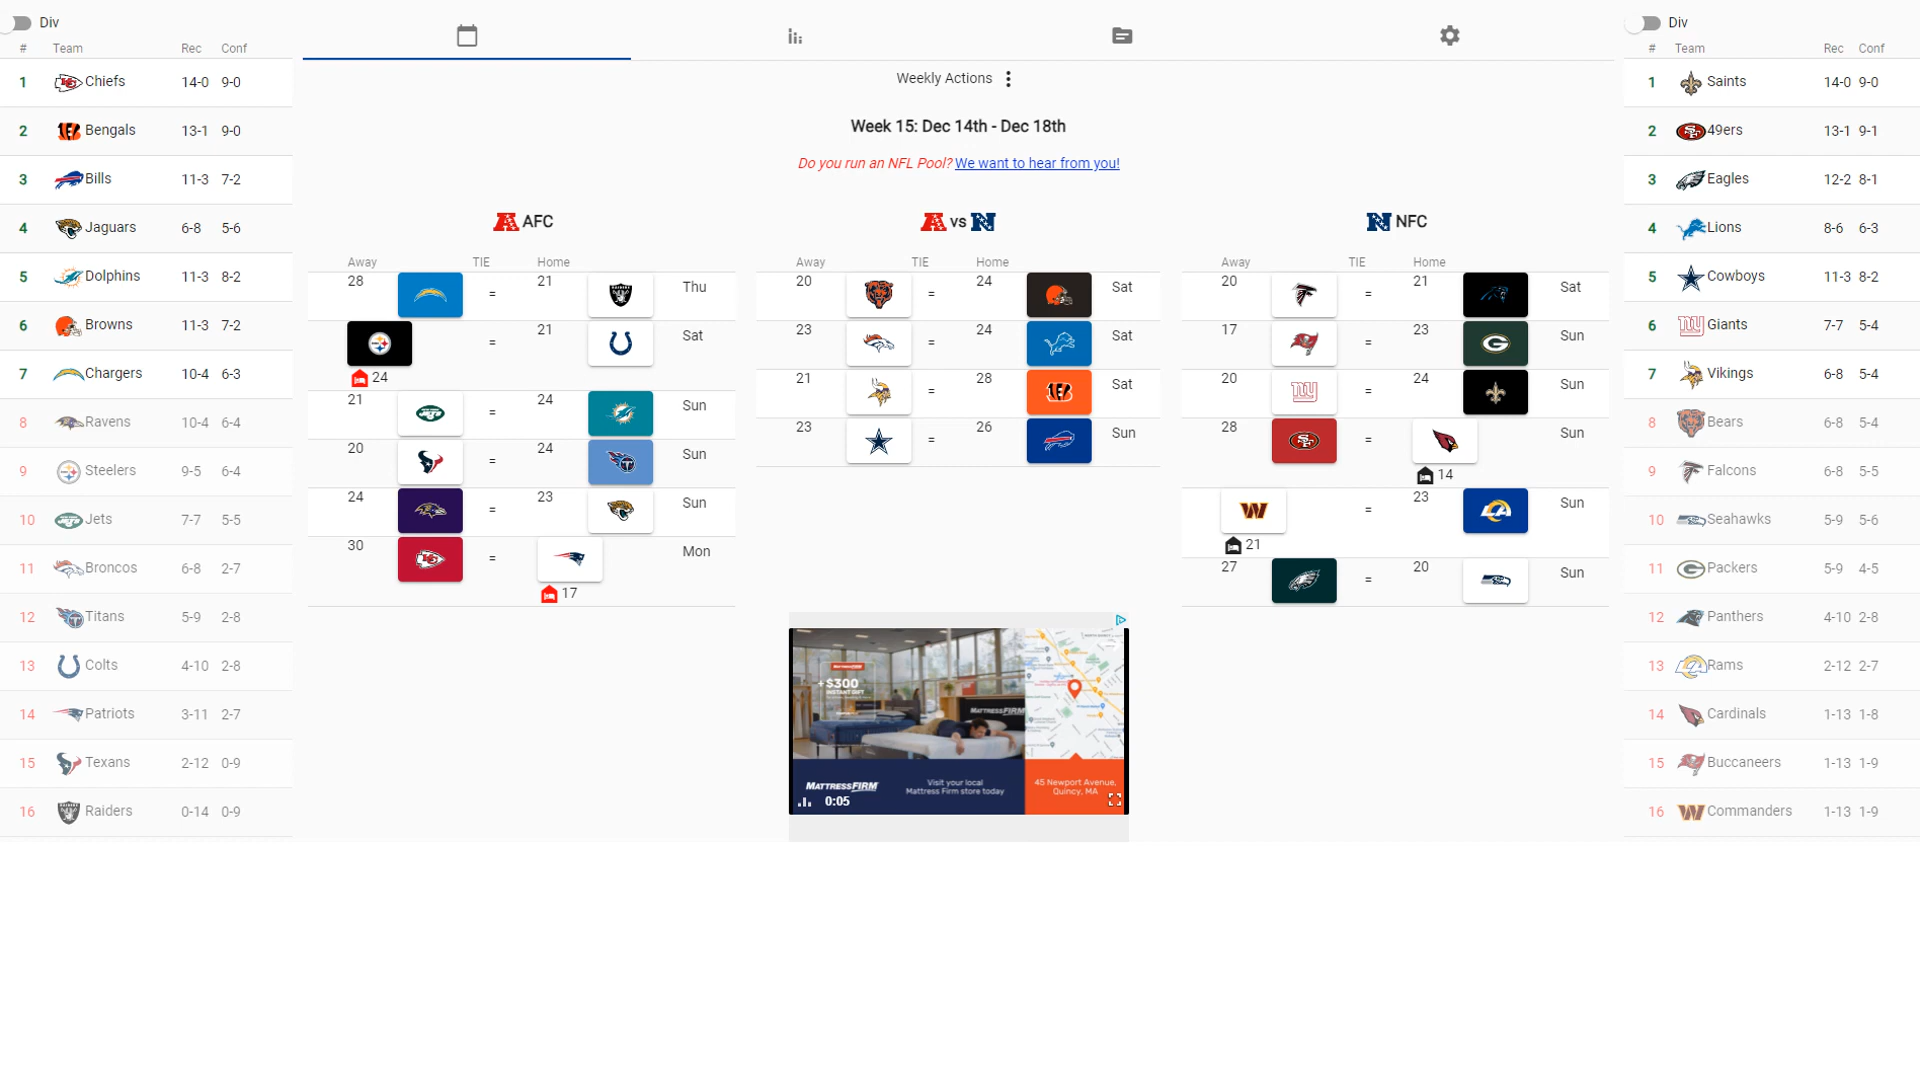 Div
# Team Rec Conf
1 Chiefs 14-0 9-0
2 Bengals 13-1 9-0
3 Bills 11-3 7-2
4 Jaguars 6-8 5-6
5 Dolphins 11-3 8-2
6 Browns 11-3 7-2
7 Chargers 10-4 6-3
8 Ravens 10-4 6-4
9 Steelers 9-5 6-4
10 Jets 7-7 5-5
11 Broncos 6-8 2-7
12 Titans 5-9 2-8
13 Colts 4-10 2-8
14 Patriots 3-11 2-7
15 Texans 2-12 0-9
16 Raiders 0-14 0-9
Weekly Actions
Week 15: Dec 14th - Dec 18th
Do you run an NFL Pool? We want to hear from you!
AFC
Away TIE Home
28 = 21 Thu
= 21 Sat
24
21 = 24 Sun
20 = 24 Sun
24 = 23 Sun
30 = Mon
17
A vs N
Away TIE Home
20 = 24 Sat
23 = 24 Sat
21 = 28 Sat
23 = 26 Sun
N NFC
Away TIE Home
20 = 21 Sat
17 = 23 Sun
20 = 24 Sun
28 = Sun
14
= 23 Sun
21
27 = 20 Sun
MATTRESSFIRM
+$300
INSTANT GIFT
MATTRESSFIRM
MATTRESSFIRM
Visit your local
Mattress Firm store today
45 Newport Avenue,
Quincy, MA
0:05
Div
# Team Rec Conf
1 Saints 14-0 9-0
2 49ers 13-1 9-1
3 Eagles 12-2 8-1
4 Lions 8-6 6-3
5 Cowboys 11-3 8-2
6 Giants 7-7 5-4
7 Vikings 6-8 5-4
8 Bears 6-8 5-4
9 Falcons 6-8 5-5
10 Seahawks 5-9 5-6
11 Packers 5-9 4-5
12 Panthers 4-10 2-8
13 Rams 2-12 2-7
14 Cardinals 1-13 1-8
15 Buccaneers 1-13 1-9
16 Commanders 1-13 1-9